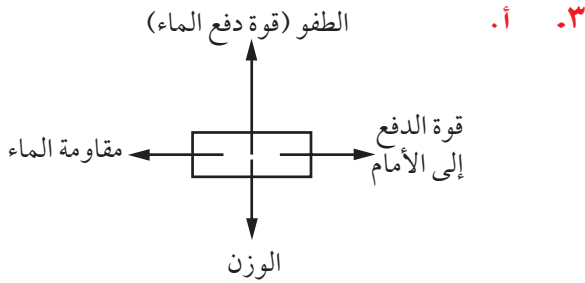 ٣. أ. الطفو (قوة دفع الماء)
قوة الدفع
إلى الأمام
مقاومة الماء
الوزن